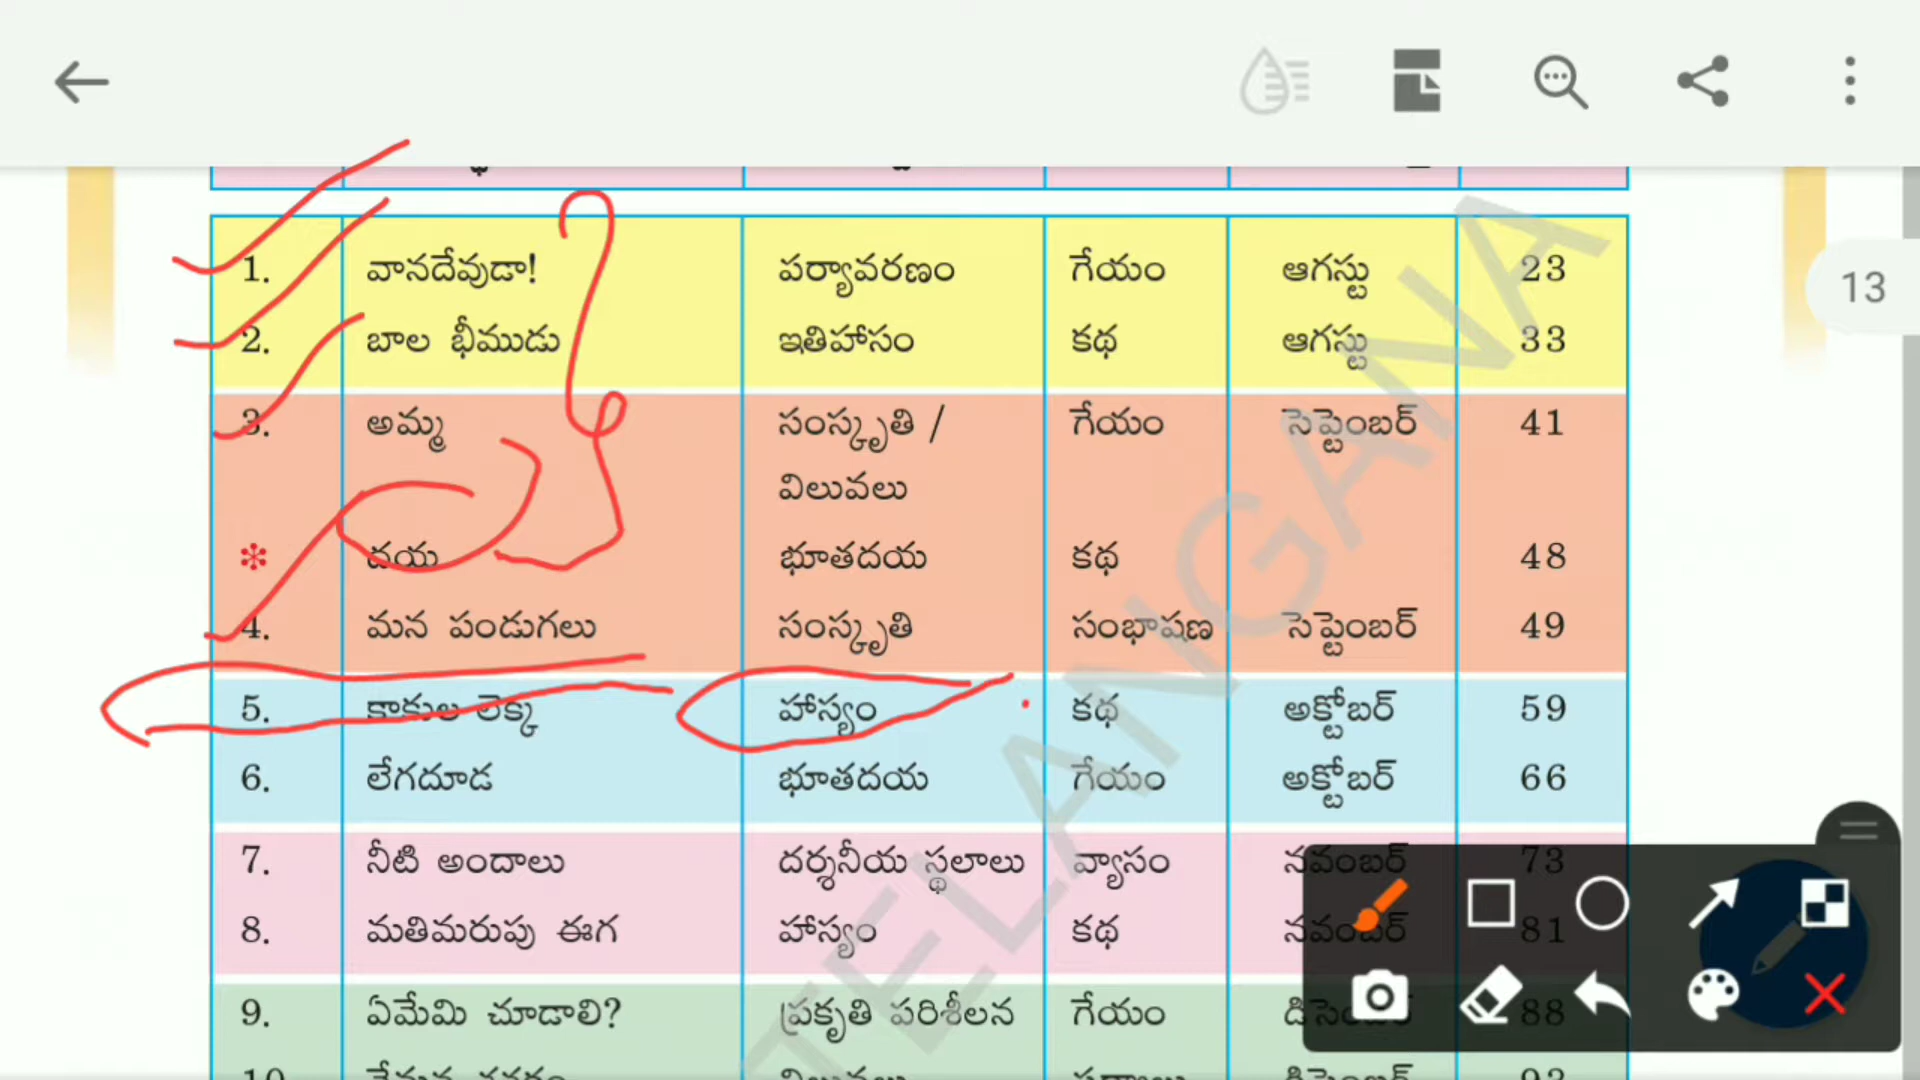 13
1. వానదేవుడా! పర్యావరణం గేయం ఆగస్టు 23
2. బాల భీముడు ఇతిహాసం కథ ఆగస్టు 33
3. అమ్మ సంస్కృతి / గేయం సెప్టెంబర్ 41
విలువలు
* దయ భూతదయ కథ 48
4. మన పండుగలు సంస్కృతి సంభాషణ సెప్టెంబర్ 49
5. కాకుల లెక్క హాస్యం కథ అక్టోబర్ 59
6. లేగదూడ భూతదయ గేయం అక్టోబర్ 66
7. నీటి అందాలు దర్శనీయ స్థలాలు వ్యాసం నవంబర్ 73
8. మతిమరుపు ఈగ హాస్యం కథ నవంబర్ 81
9. ఏమేమి చూడాలి? ప్రకృతి పరిశీలన గేయం డిసెంబర్ 88
TELANGANA